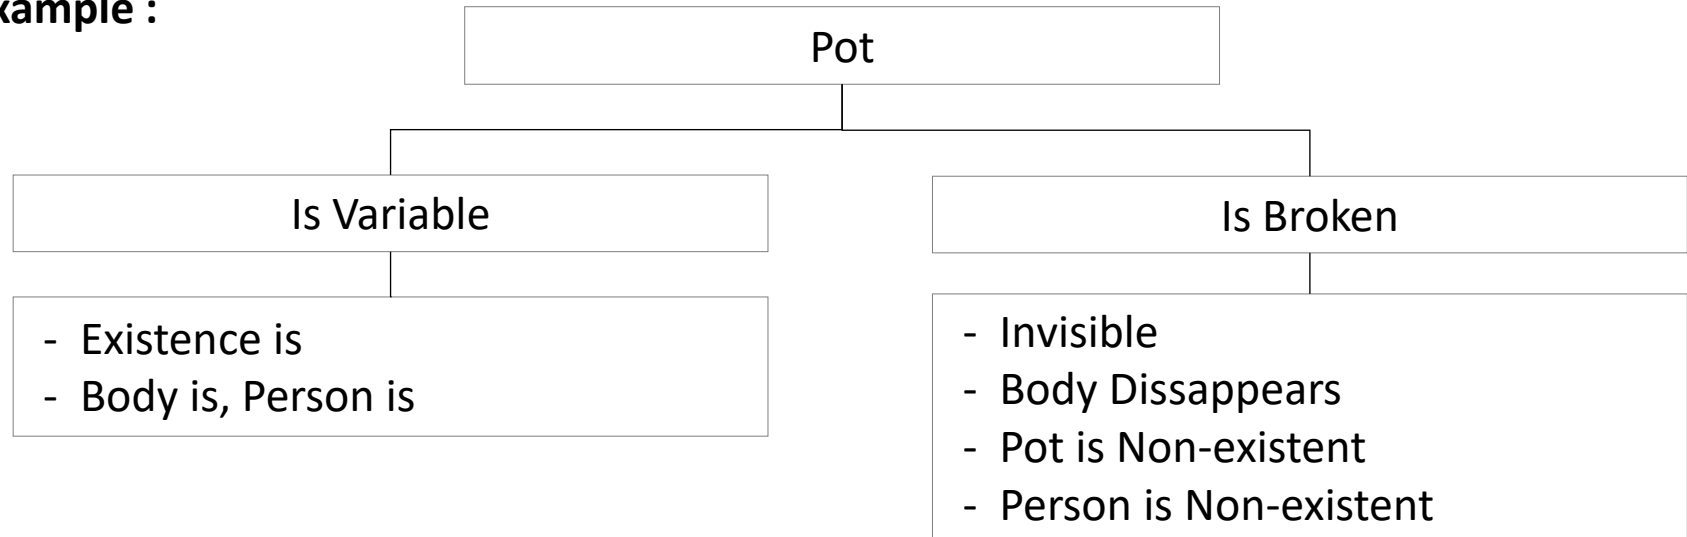 xample :
Pot
Is Variable
Is Broken
- Existence is
- Body is, Person is
- Invisible
- Body Dissappears
- Pot is Non-existent
- Person is Non-existent